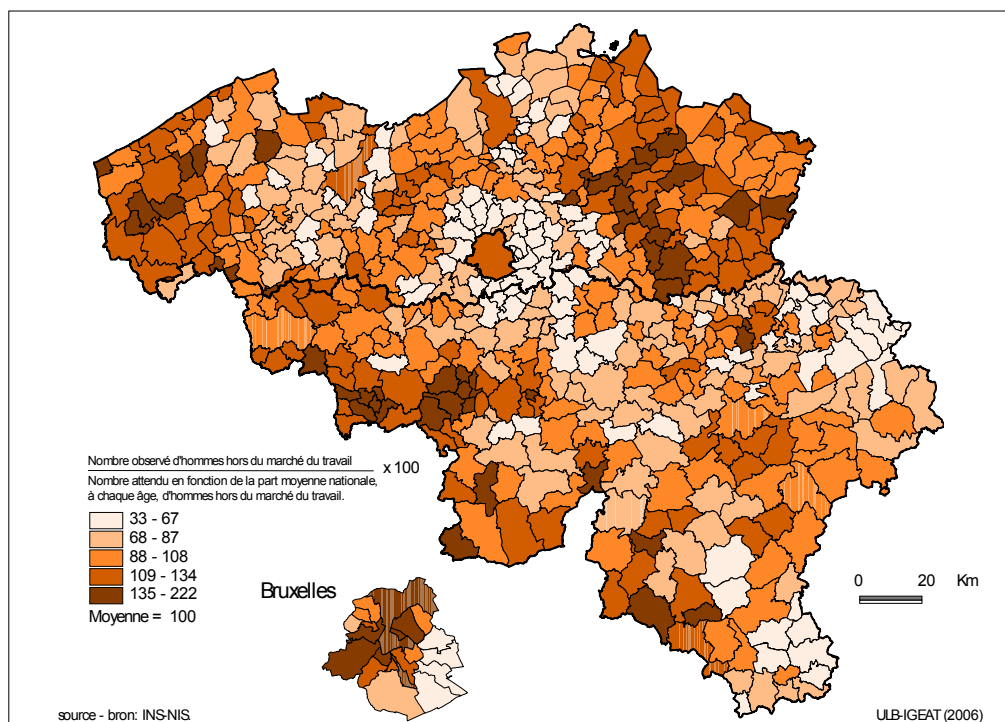 Nombre observé d'hommes hors du marché du travail
x 100
Nombre attendu en fonction de la part moyenne nationale,
à chaque âge, d'hommes hors du marché du travail.
33 - 67
68 - 87
88 - 108
109 - 134
135 - 222
Moyenne = 100
Bruxelles
0 20 Km
source - bron: INS-NIS.
ULB-IGEAT (2006)